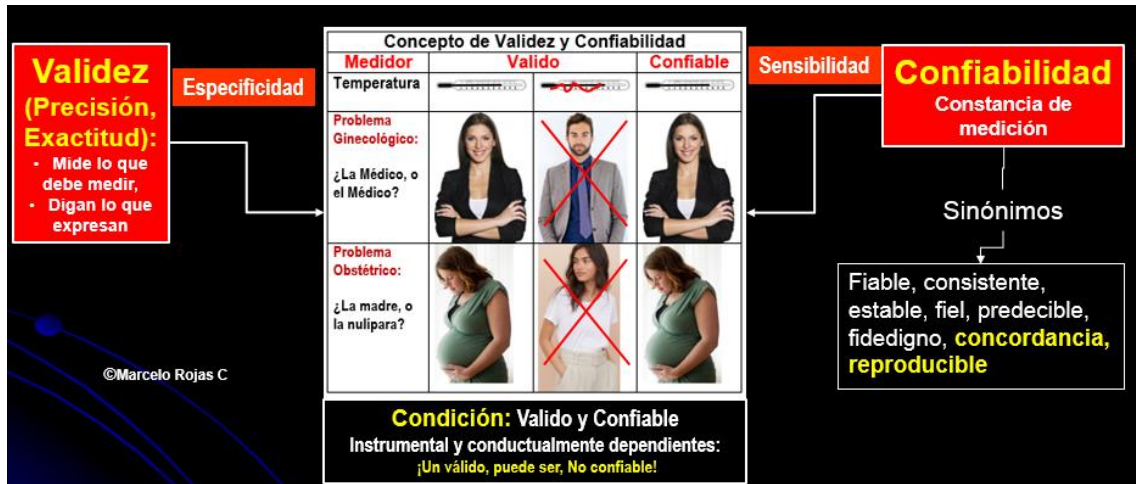 Validez
(Precisión,
Exactitud):
• Mide lo que
debe medir,
• Digan lo que
expresan
Especificidad
Concepto de Validez y Confiabilidad
Medidor
Valido
Confiable
Temperatura
Problema
Ginecológico:
¿La Médico, o
el Médico?
Problema
Obstétrico:
¿La madre, o
la nulípara?
Sensibilidad
Confiabilidad
Constancia de
medición
Sinónimos
Fiable, consistente,
estable, fiel, predecible,
fidedigno, concordancia,
reproducible
©Marcelo Rojas C
Condición: Valido y Confiable
Instrumental y conductualmente dependientes:
¡Un válido, puede ser, No confiable!